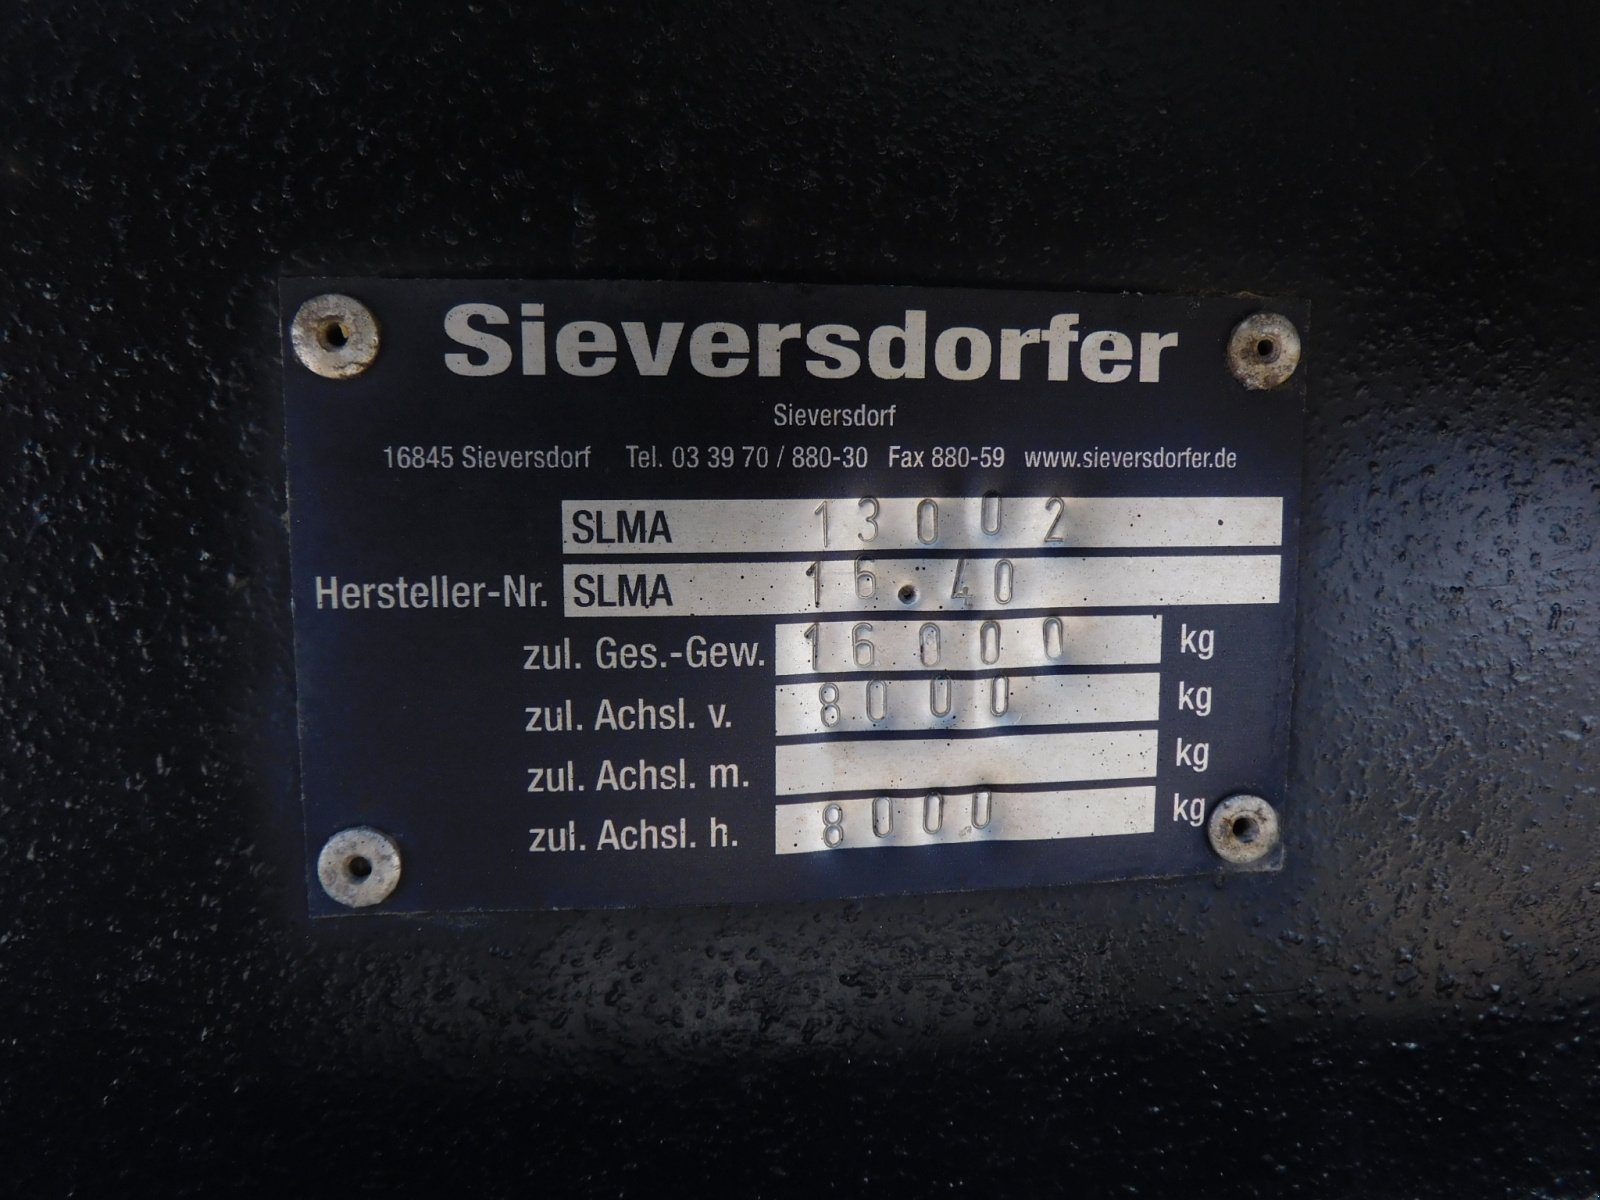 Sieversdorfer
Sieversdorf
16845 Sieversdorf Tel. 03 39 70 / 880-30 Fax 880-59 www.sieversdorfer.de
SLMA 13002
Hersteller-Nr. SLMA 16.40
zul. Ges.-Gew. 16000 kg
zul. Achsl. v. 8000 kg
zul. Achsl. m. kg
zul. Achsl. h. 8000 kg